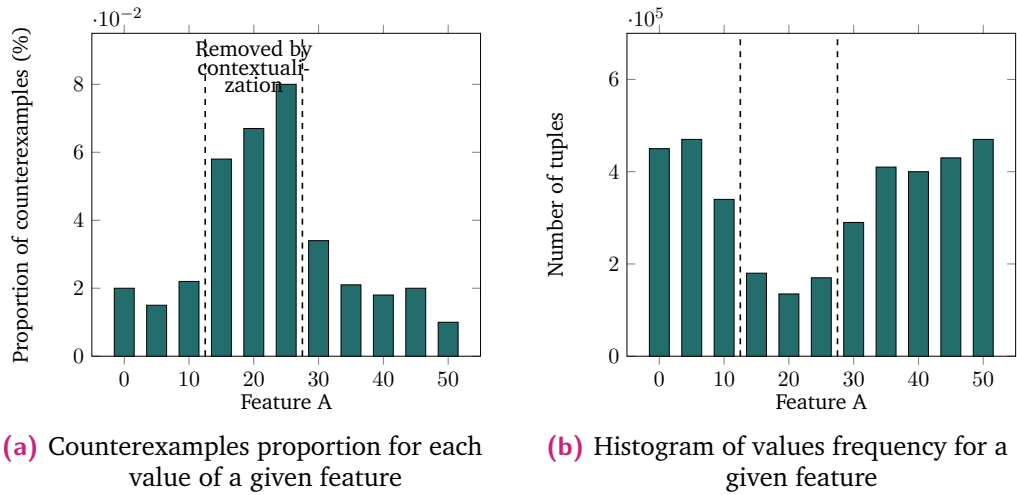 ·10⁻²
Proportion of counterexamples (%)
8
6
4
2
0
Removed by
contextuali-
zation
0 10 20 30 40 50
Feature A
(a) Counterexamples proportion for each
value of a given feature
·10⁵
Number of tuples
6
4
2
0
0 10 20 30 40 50
Feature A
(b) Histogram of values frequency for a
given feature